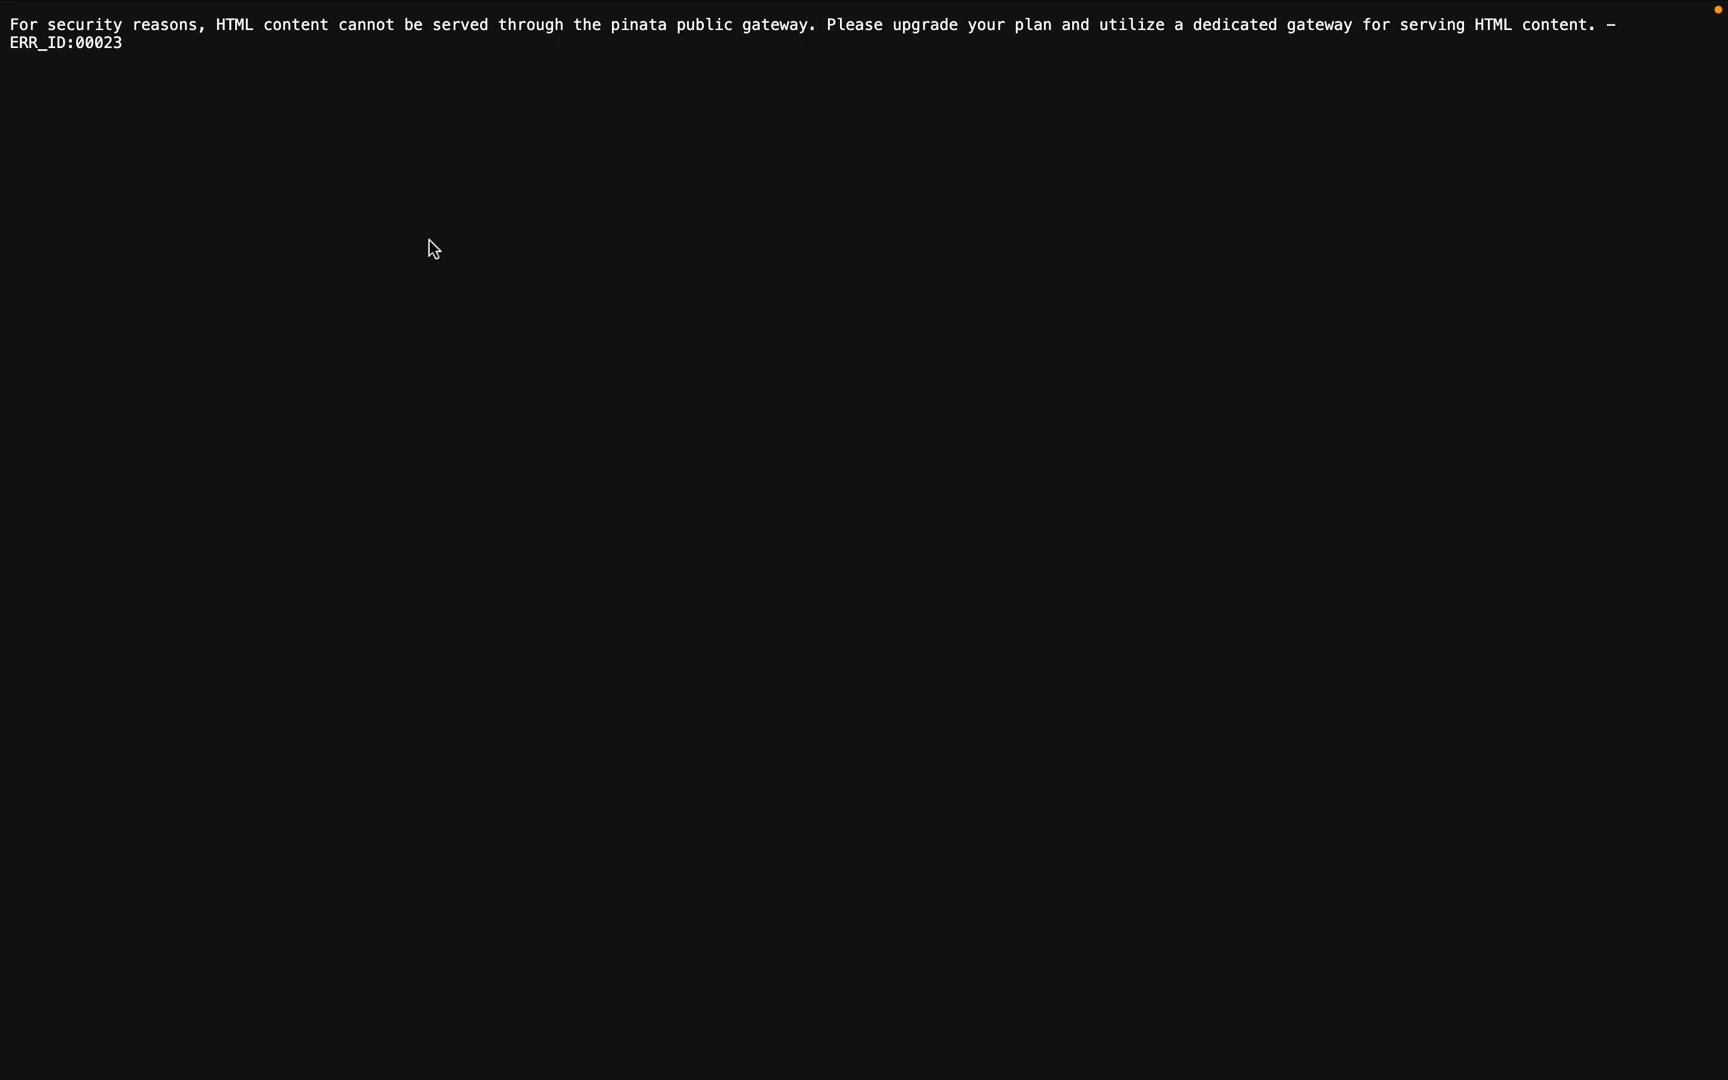 For security reasons, HTML content cannot be served through the pinata public gateway. Please upgrade your plan and utilize a dedicated gateway for serving HTML content. -
ERR_ID:00023